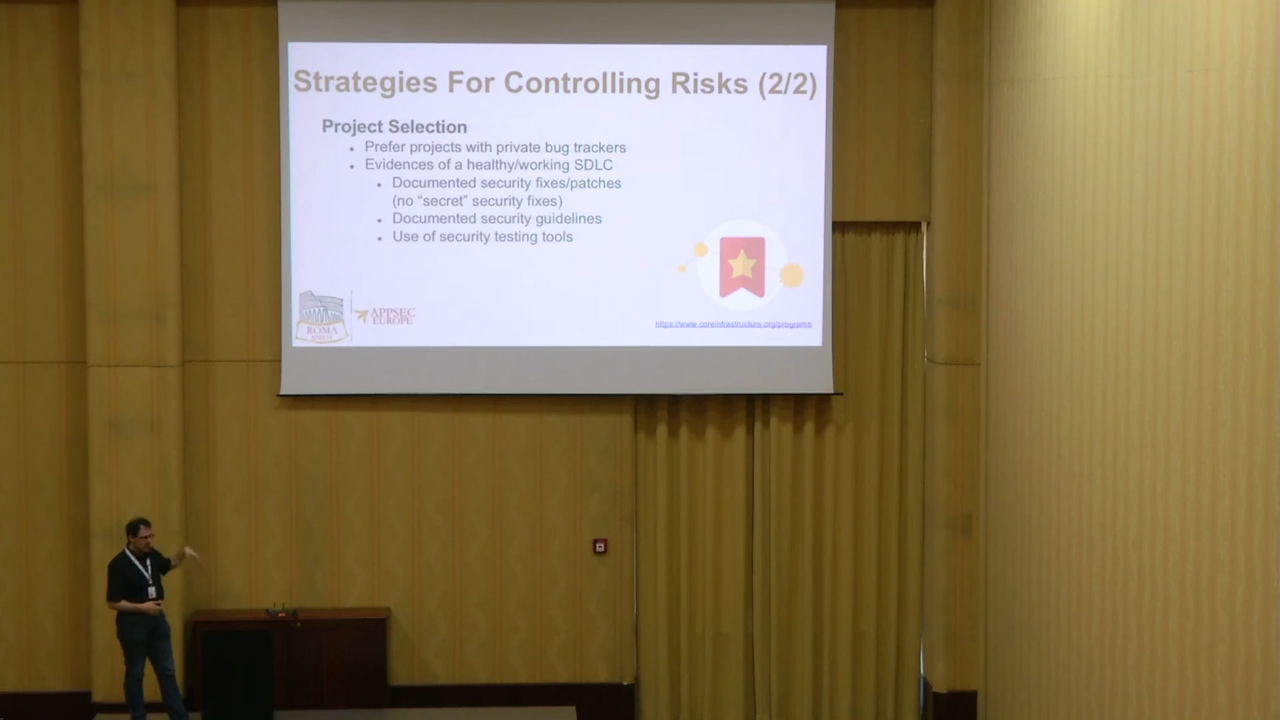 Strategies For Controlling Risks (2/2)
Project Selection
Prefer projects with private bug trackers
Evidences of a healthy/working SDLC
Documented security fixes/patches
(no “secret” security fixes)
Documented security guidelines
Use of security testing tools
ROMA
APPSEC
EUROPE
https://www.coreinfrastructure.org/programs